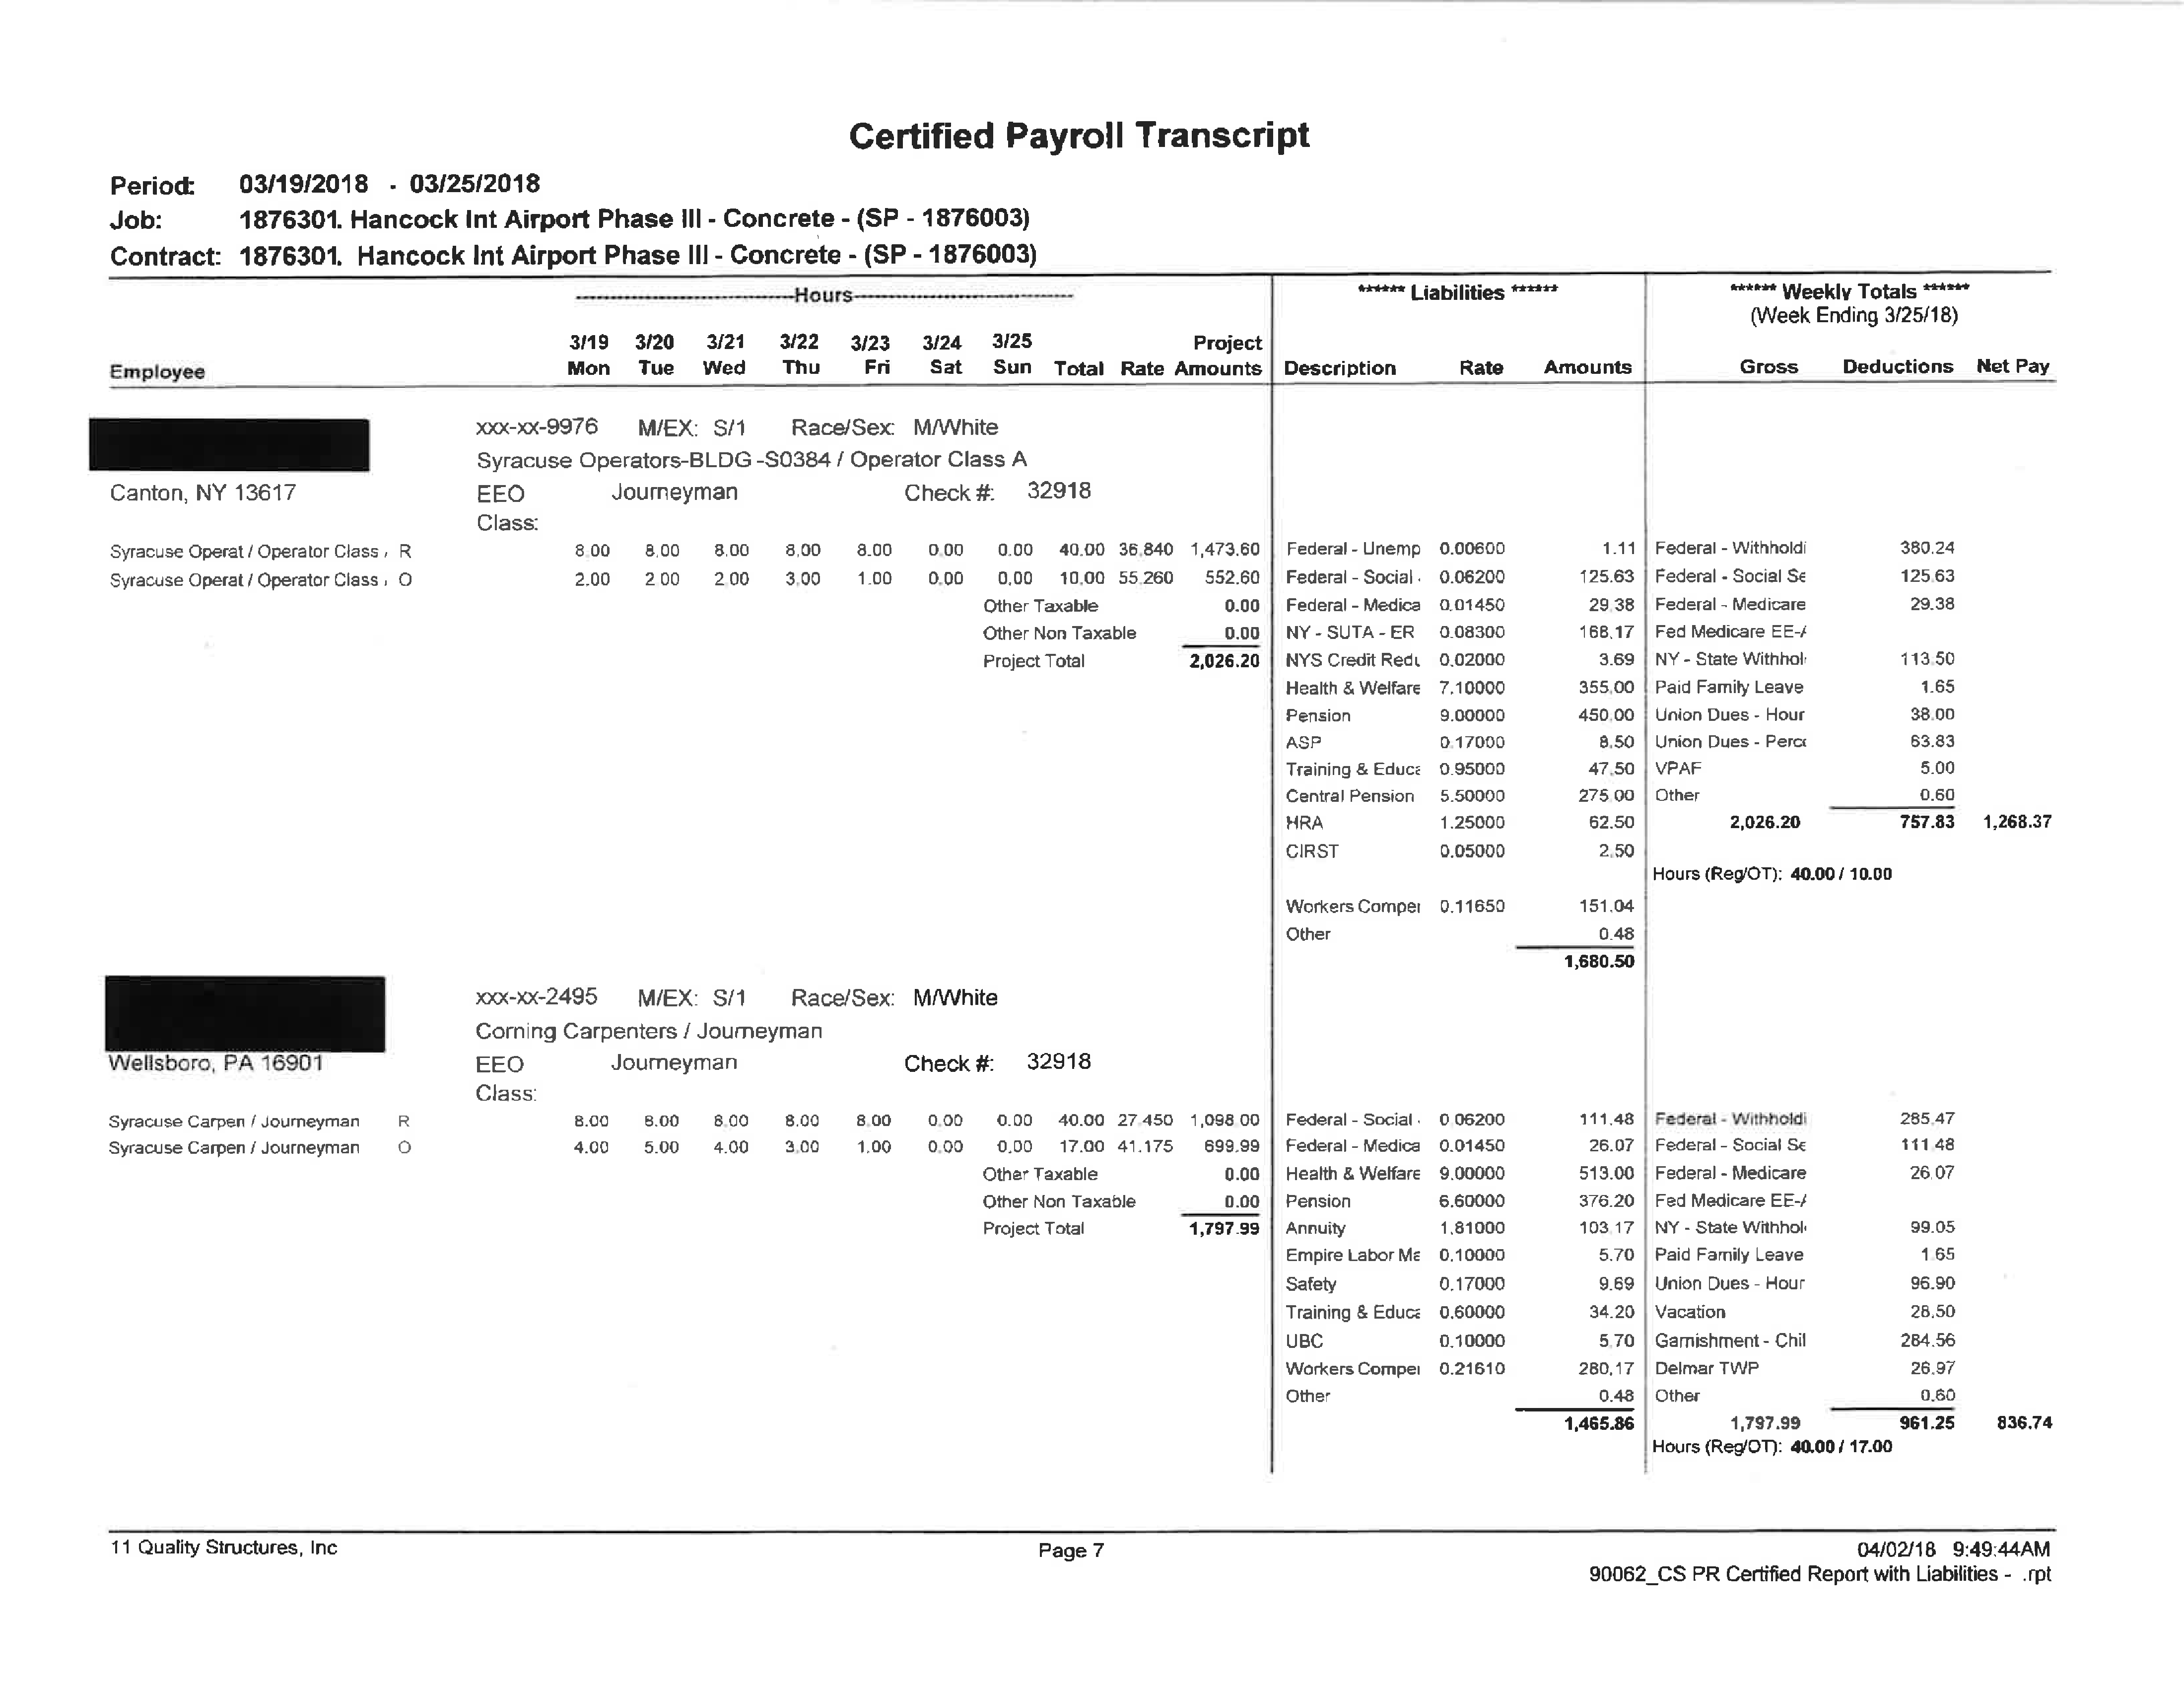 Certified Payroll Transcript
Period: 03/19/2018 - 03/25/2018
Job: 1876301. Hancock Int Airport Phase III - Concrete - (SP - 1876003)
Contract: 1876301. Hancock Int Airport Phase III - Concrete - (SP - 1876003)
Hours ****** Liabilities ****** ****** Weekly Totals ******
(Week Ending 3/25/18)
3/19 3/20 3/21 3/22 3/23 3/24 3/25 Project
Employee Mon Tue Wed Thu Fri Sat Sun Total Rate Amounts Description Rate Amounts Gross Deductions Net Pay
xxx-xx-9976 M/EX: S/1 Race/Sex: M/White
Syracuse Operators-BLDG -S0384 / Operator Class A
Canton, NY 13617 EEO Journeyman Check #: 32918
Class:
Syracuse Operat / Operator Class / R 8.00 8.00 8.00 8.00 8.00 0.00 0.00 40.00 36.840 1,473.60 Federal - Unemp 0.00600 1.11 Federal - Withholdi 380.24
Syracuse Operat / Operator Class / O 2.00 2.00 2.00 3.00 1.00 0.00 0.00 10.00 55.260 552.60 Federal - Social 0.06200 125.63 Federal - Social Se 125.63
Other Taxable 0.00 Federal - Medica 0.01450 29.38 Federal - Medicare 29.38
Other Non Taxable 0.00 NY - SUTA - ER 0.08300 168.17 Fed Medicare EE-/
Project Total 2,026.20 NYS Credit Redu 0.02000 3.69 NY - State Withhol 113.50
Health & Welfare 7.10000 355.00 Paid Family Leave 1.65
Pension 9.00000 450.00 Union Dues - Hour 38.00
ASP 0.17000 8.50 Union Dues - Perce 63.83
Training & Educa 0.95000 47.50 VPAF 5.00
Central Pension 5.50000 275.00 Other 0.60
HRA 1.25000 62.50 2,026.20 757.83 1,268.37
CIRST 0.05000 2.50
Hours (Reg/OT): 40.00 / 10.00
Workers Compe 0.11650 151.04
Other 0.48
1,680.50
xxx-xx-2495 M/EX: S/1 Race/Sex: M/White
Corning Carpenters / Journeyman
Wellsboro, PA 16901 EEO Journeyman Check #: 32918
Class:
Syracuse Carpen / Journeyman R 8.00 8.00 8.00 8.00 8.00 0.00 0.00 40.00 27.450 1,098.00 Federal - Social 0.06200 111.48 Federal - Withholdi 285.47
Syracuse Carpen / Journeyman O 4.00 5.00 4.00 3.00 1.00 0.00 0.00 17.00 41.175 699.99 Federal - Medica 0.01450 26.07 Federal - Social Se 111.48
Other Taxable 0.00 Health & Welfare 9.00000 513.00 Federal - Medicare 26.07
Other Non Taxable 0.00 Pension 6.60000 376.20 Fed Medicare EE-/
Project Total 1,797.99 Annuity 1.81000 103.17 NY - State Withhol 99.05
Empire Labor Ma 0.10000 5.70 Paid Family Leave 1.65
Safety 0.17000 9.69 Union Dues - Hour 96.90
Training & Educa 0.60000 34.20 Vacation 28.50
UBC 0.10000 5.70 Garnishment - Chil 284.56
Workers Compe 0.21610 280.17 Delmar TWP 26.97
Other 0.48 Other 0.60
1,465.86 1,797.99 961.25 836.74
Hours (Reg/OT): 40.00 / 17.00
11 Quality Structures, Inc Page 7 04/02/18 9:49:44AM
90062_CS PR Certified Report with Liabilities - .rpt